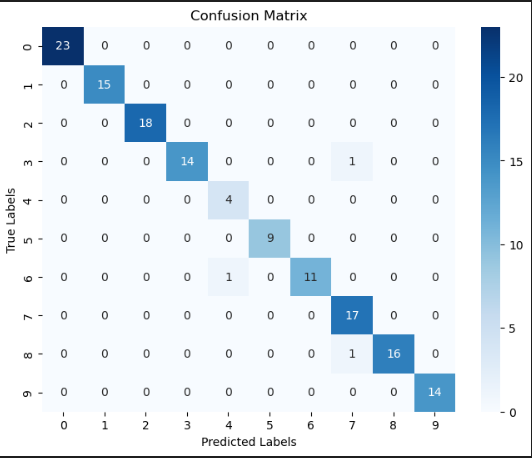 Confusion Matrix
True Labels
0 23 0 0 0 0 0 0 0 0 0
1 0 15 0 0 0 0 0 0 0 0
2 0 0 18 0 0 0 0 0 0 0
3 0 0 0 14 0 0 0 1 0 0
4 0 0 0 0 4 0 0 0 0 0
5 0 0 0 0 0 9 0 0 0 0
6 0 0 0 0 1 0 11 0 0 0
7 0 0 0 0 0 0 0 17 0 0
8 0 0 0 0 0 0 0 1 16 0
9 0 0 0 0 0 0 0 0 0 14
0 1 2 3 4 5 6 7 8 9
Predicted Labels
20
15
10
5
0